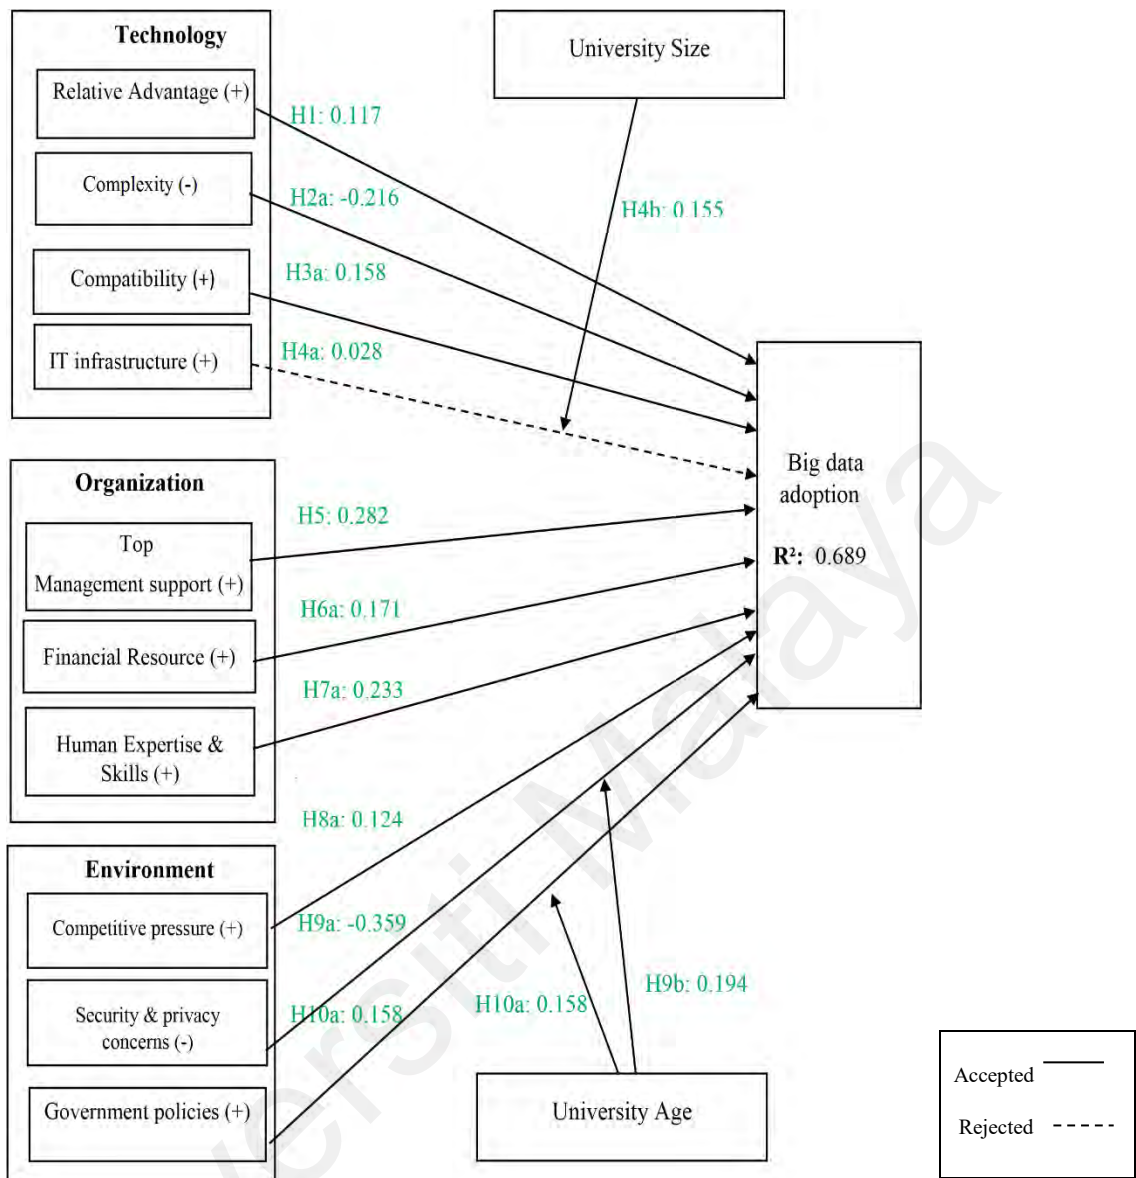 Technology
Relative Advantage (+)
Complexity (-)
Compatibility (+)
IT infrastructure (+)
University Size
H1: 0.117
H2a: -0.216
H3a: 0.158
H4a: 0.028
H4b: 0.155
Organization
Top
Management support (+)
Financial Resource (+)
Human Expertise &
Skills (+)
H5: 0.282
H6a: 0.171
H7a: 0.233
Big data
adoption
R²: 0.689
Environment
Competitive pressure (+)
Security & privacy
concerns (-)
Government policies (+)
H8a: 0.124
H9a: -0.359
H10a: 0.158
H10a: 0.158
H9b: 0.194
University Age
Accepted
Rejected
versiti Malaya